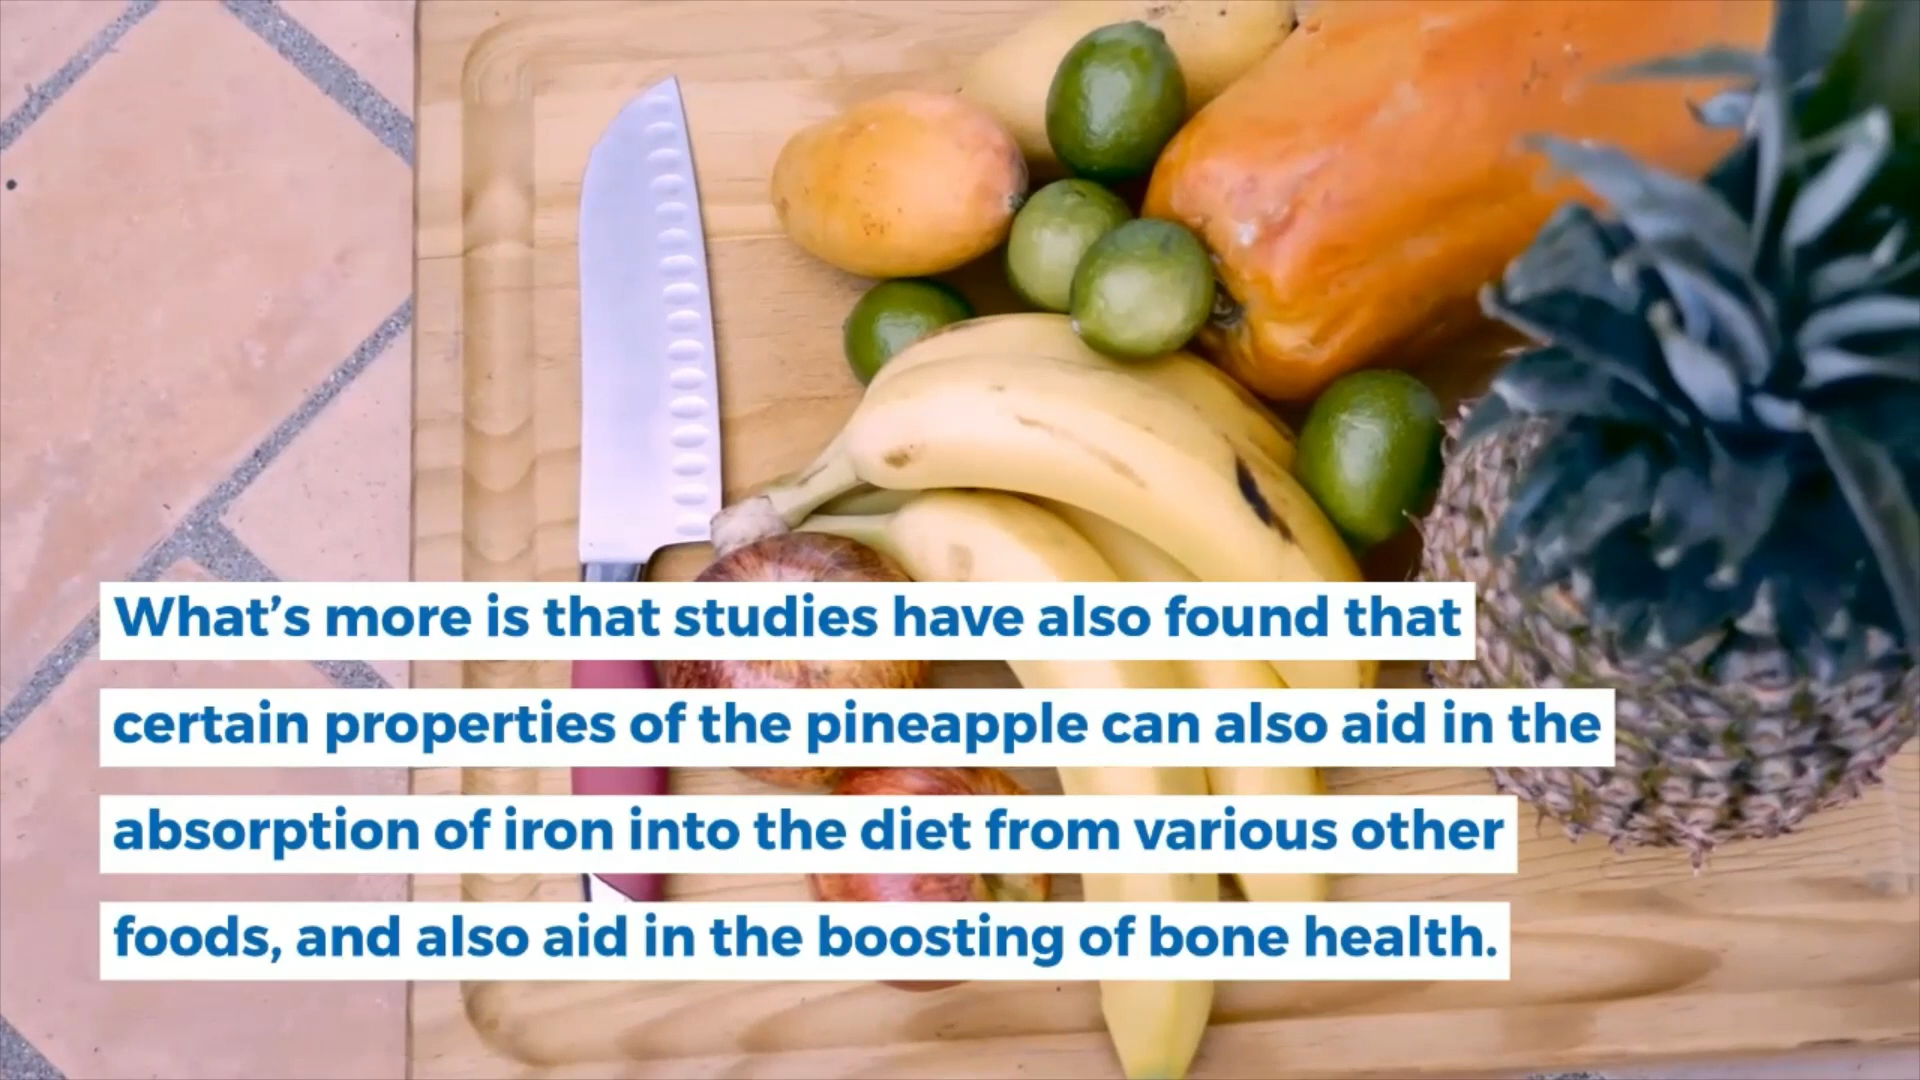 What’s more is that studies have also found that
certain properties of the pineapple can also aid in the
absorption of iron into the diet from various other
foods, and also aid in the boosting of bone health.